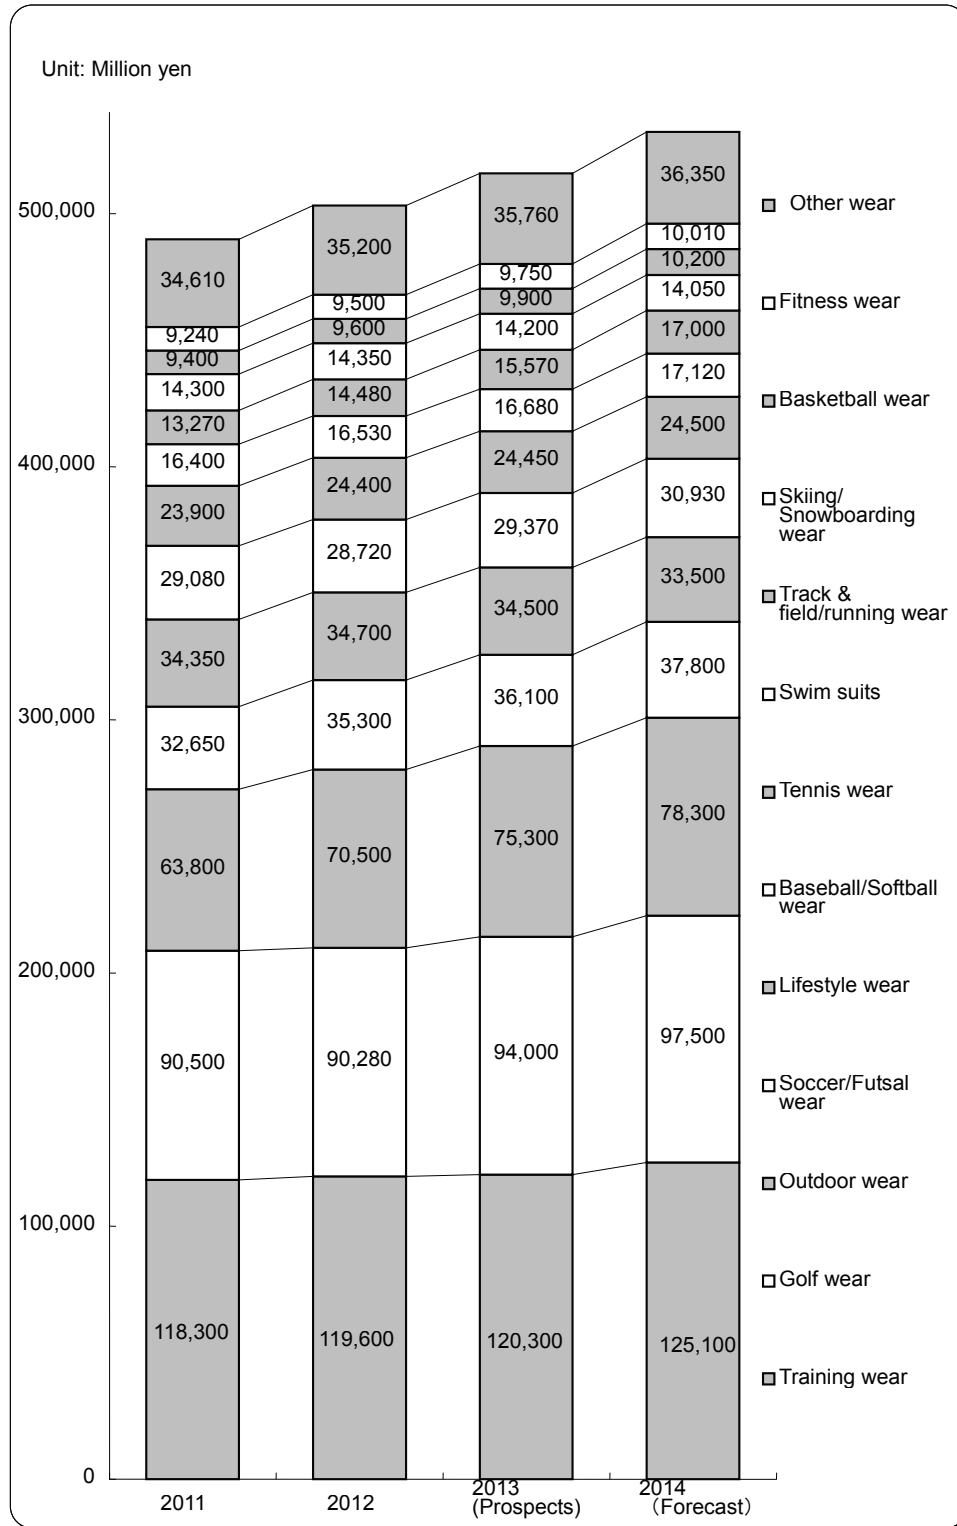 Unit: Million yen
500,000
400,000
300,000
200,000
100,000
0
34,610
9,240
9,400
14,300
13,270
16,400
23,900
29,080
34,350
32,650
63,800
90,500
118,300
35,200
9,500
9,600
14,350
14,480
16,530
24,400
28,720
34,700
35,300
70,500
90,280
119,600
35,760
9,750
9,900
14,200
15,570
16,680
24,450
29,370
34,500
36,100
75,300
94,000
120,300
36,350
10,010
10,200
14,050
17,000
17,120
24,500
30,930
33,500
37,800
78,300
97,500
125,100
2011
2012
2013
(Prospects)
2014
（Forecast）
Other wear
Fitness wear
Basketball wear
Skiing/
Snowboarding
wear
Track &
field/running wear
Swim suits
Tennis wear
Baseball/Softball
wear
Lifestyle wear
Soccer/Futsal
wear
Outdoor wear
Golf wear
Training wear